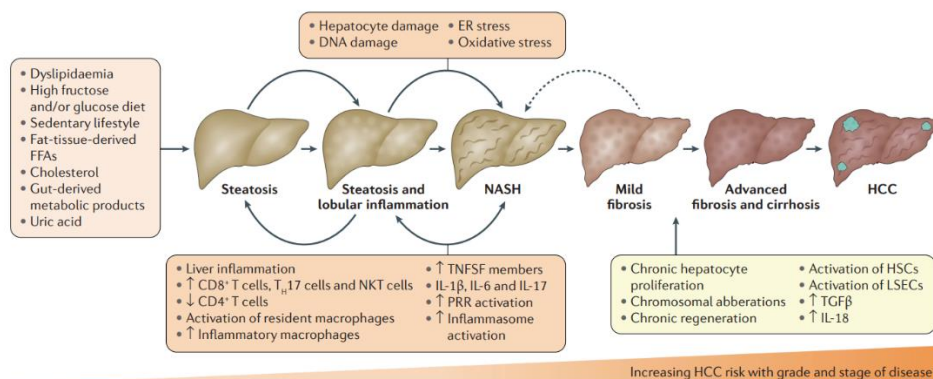 • Hepatocyte damage
• DNA damage
• ER stress
• Oxidative stress
• Dyslipidaemia
• High fructose
and/or glucose diet
• Sedentary lifestyle
• Fat-tissue-derived
FFAs
• Cholesterol
• Gut-derived
metabolic products
• Uric acid
Steatosis
Steatosis and
lobular inflammation
NASH
Mild
fibrosis
Advanced
fibrosis and cirrhosis
HCC
• Liver inflammation
• ↑ CD8⁺ T cells, T_H17 cells and NKT cells
• ↓ CD4⁺ T cells
• Activation of resident macrophages
• ↑ Inflammatory macrophages
• ↑ TNFSF members
• IL-1β, IL-6 and IL-17
• ↑ PRR activation
• ↑ Inflammasome
activation
• Chronic hepatocyte
proliferation
• Chromosomal abberations
• Chronic regeneration
• Activation of HSCs
• Activation of LSECs
• ↑ TGFβ
• ↑ IL-18
Increasing HCC risk with grade and stage of disease